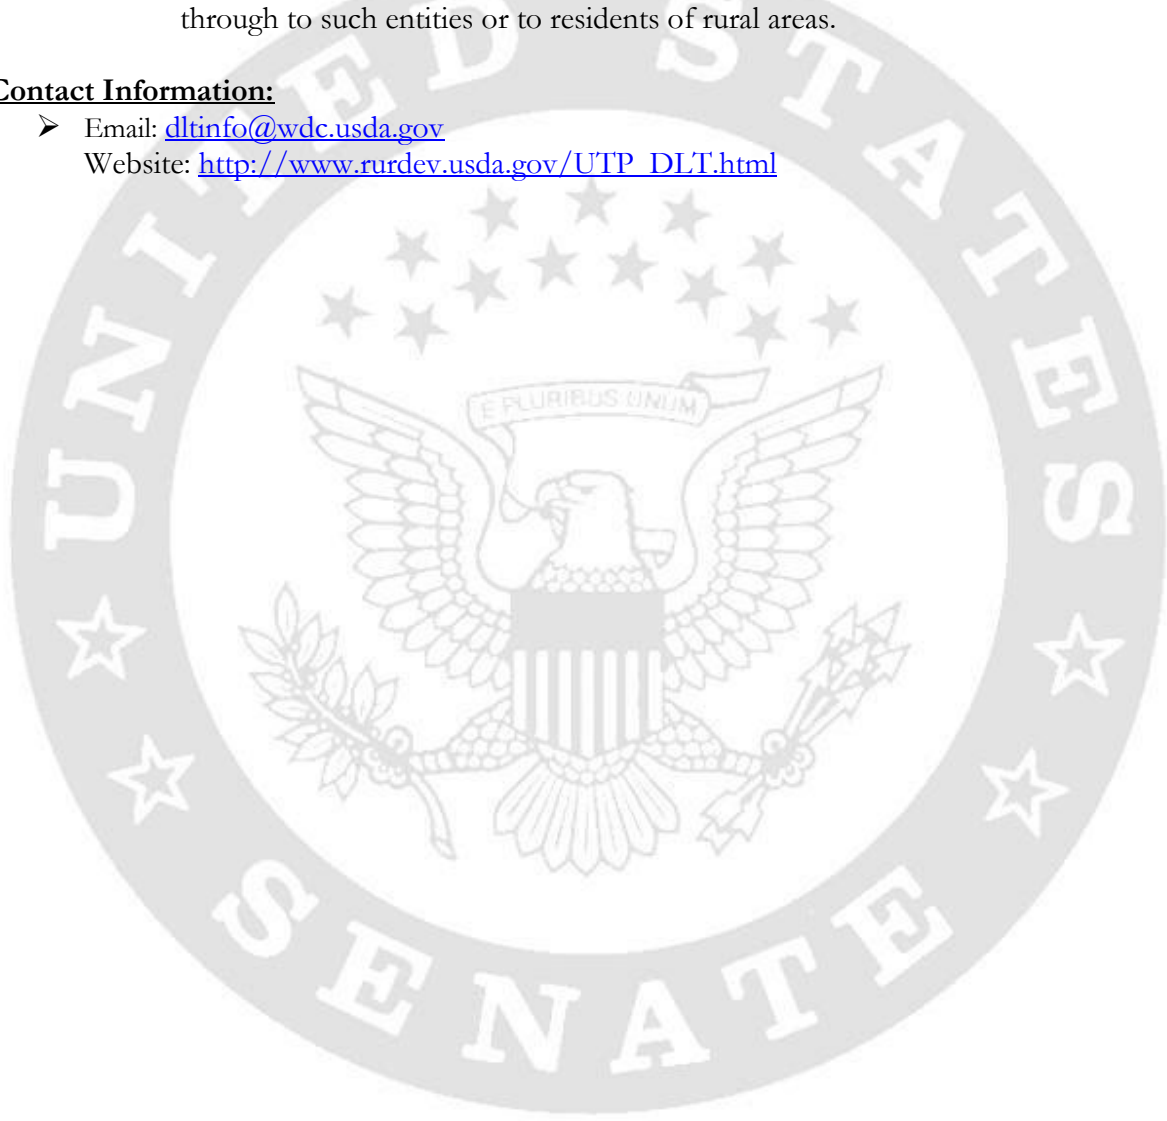 through to such entities or to residents of rural areas.
Contact Information:
➢ Email: dltinfo@wdc.usda.gov
Website: http://www.rurdev.usda.gov/UTP_DLT.html
UNITED STATES
E PLURIBUS UNUM
SENATE